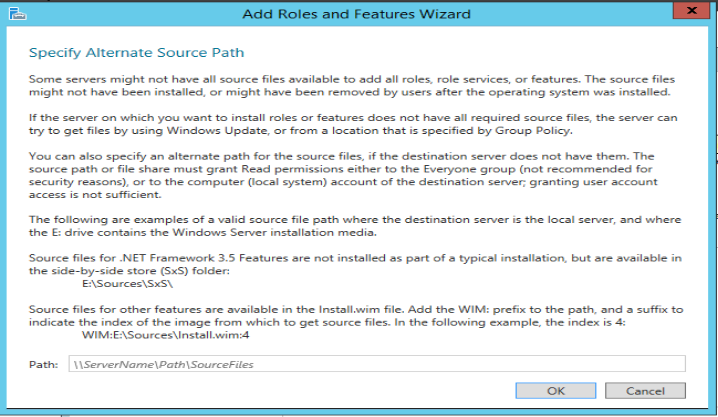 Add Roles and Features Wizard
Specify Alternate Source Path
Some servers might not have all source files available to add all roles, role services, or features. The source files
might not have been installed, or might have been removed by users after the operating system was installed.
If the server on which you want to install roles or features does not have all required source files, the server can
try to get files by using Windows Update, or from a location that is specified by Group Policy.
You can also specify an alternate path for the source files, if the destination server does not have them. The
source path or file share must grant Read permissions either to the Everyone group (not recommended for
security reasons), or to the computer (local system) account of the destination server; granting user account
access is not sufficient.
The following are examples of a valid source file path where the destination server is the local server, and where
the E: drive contains the Windows Server installation media.
Source files for .NET Framework 3.5 Features are not installed as part of a typical installation, but are available in
the side-by-side store (SxS) folder:
E:\Sources\SxS\
Source files for other features are available in the Install.wim file. Add the WIM: prefix to the path, and a suffix to
indicate the index of the image from which to get source files. In the following example, the index is 4:
WIM:E:\Sources\Install.wim:4
Path: \\ServerName\Path\SourceFiles
OK Cancel